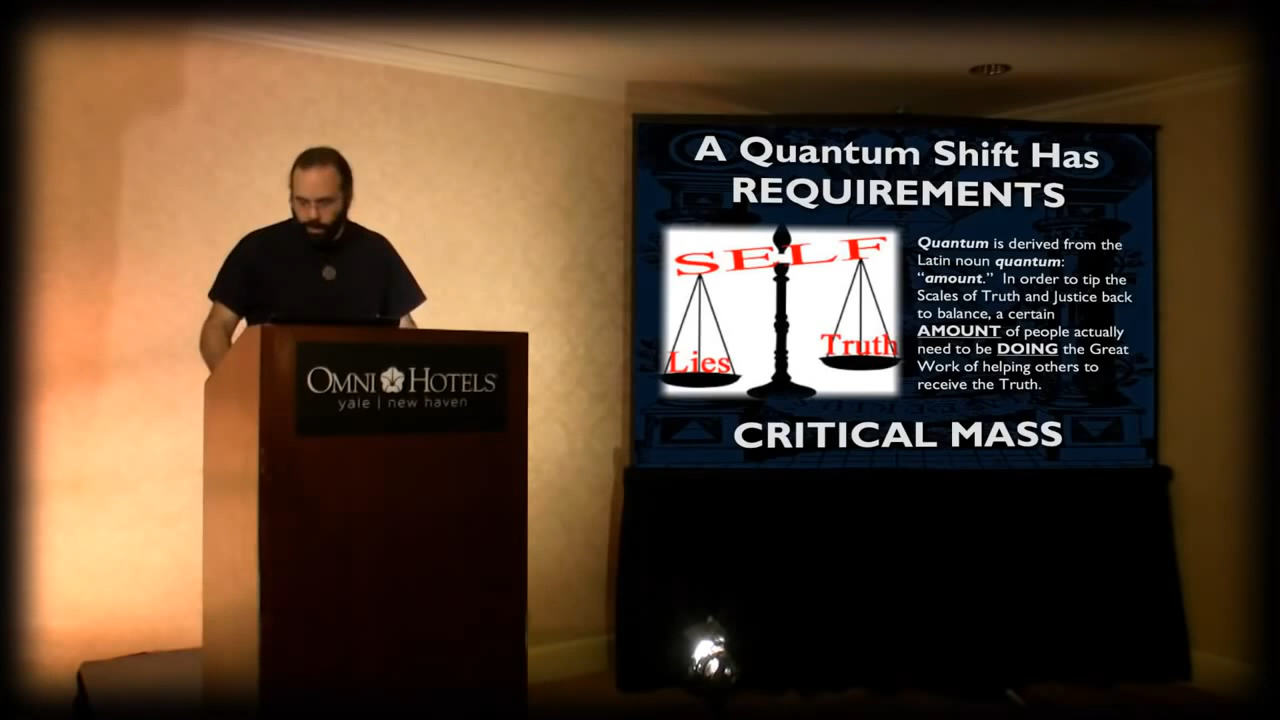 A Quantum Shift Has
REQUIREMENTS
SELF
Lies
Truth
Quantum is derived from the
Latin noun quantum:
“amount.” In order to tip the
Scales of Truth and Justice back
to balance, a certain
AMOUNT of people actually
need to be DOING the Great
Work of helping others to
receive the Truth.
CRITICAL MASS
OMNI HOTELS
yale | new haven